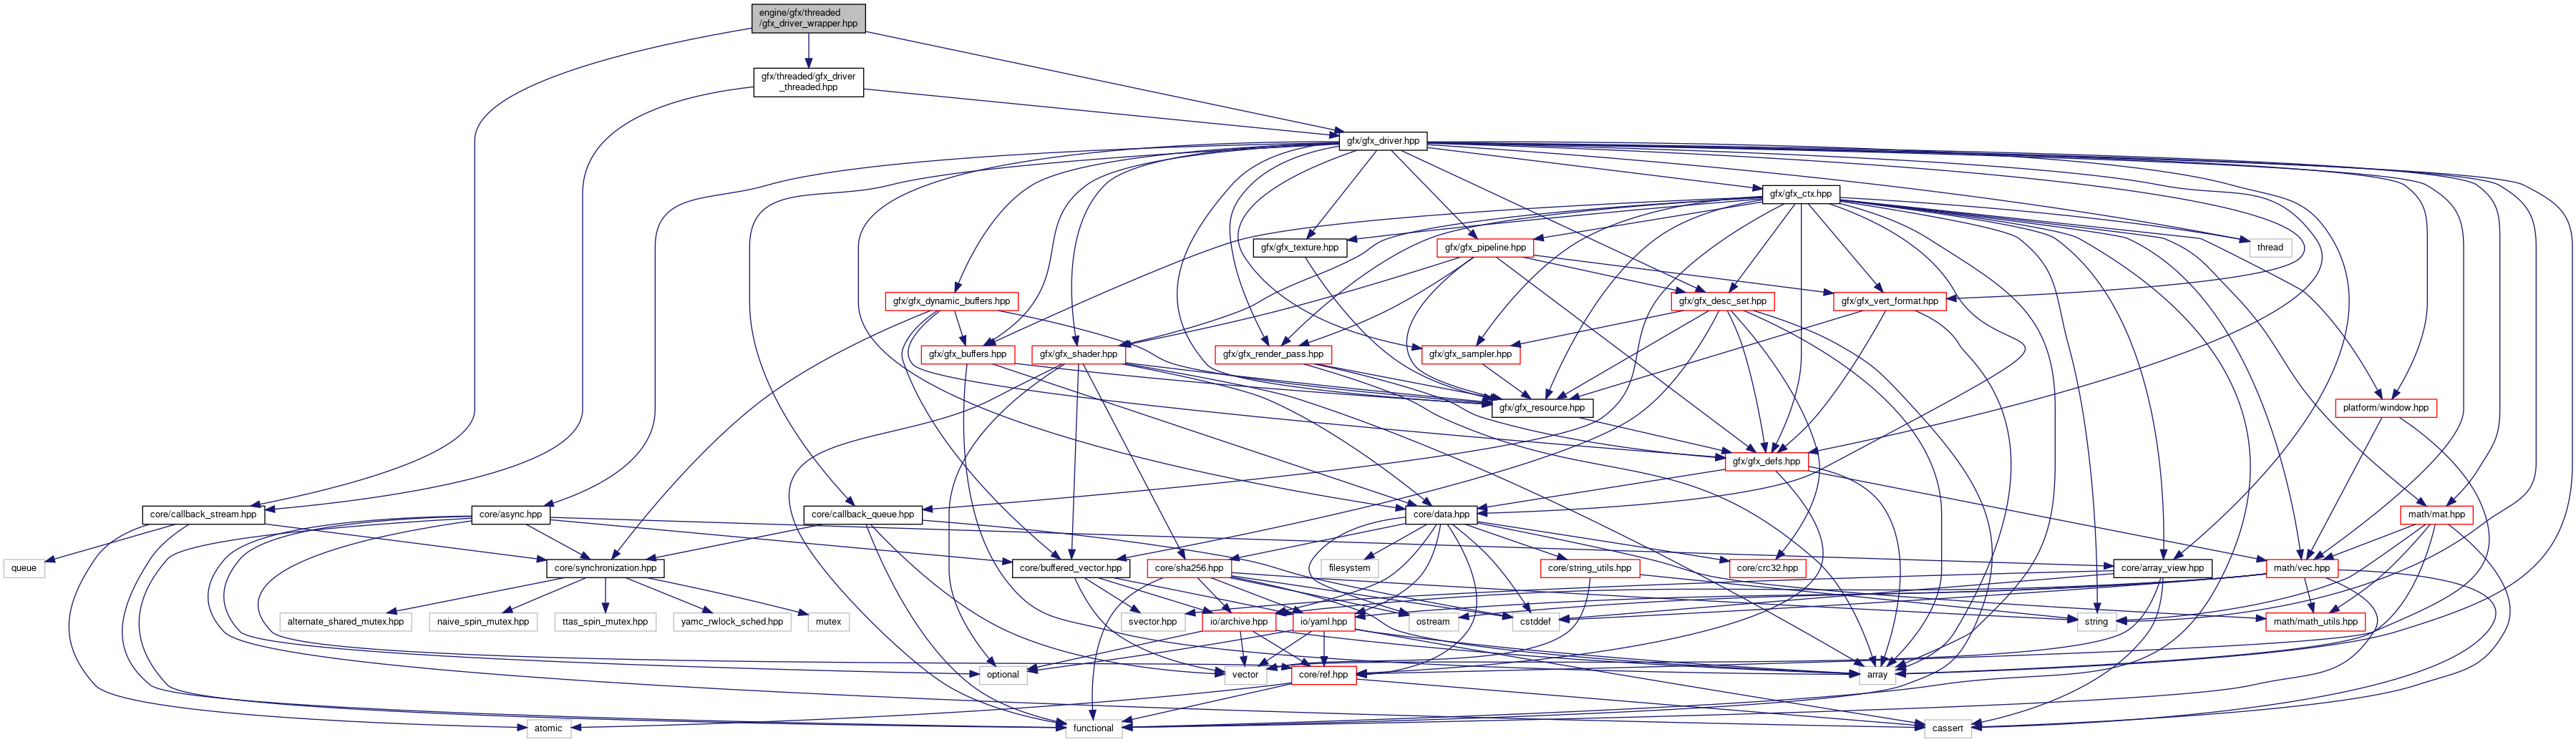 engine/gfx/threaded
/gfx_driver_wrapper.hpp
gfx/threaded/gfx_driver
_threaded.hpp
gfx/gfx_driver.hpp
gfx/gfx_ctx.hpp
gfx/gfx_texture.hpp
gfx/gfx_pipeline.hpp
thread
gfx/gfx_dynamic_buffers.hpp
gfx/gfx_desc_set.hpp
gfx/gfx_vert_format.hpp
gfx/gfx_buffers.hpp
gfx/gfx_shader.hpp
gfx/gfx_render_pass.hpp
gfx/gfx_sampler.hpp
gfx/gfx_resource.hpp
platform/window.hpp
gfx/gfx_defs.hpp
core/callback_stream.hpp
core/async.hpp
core/callback_queue.hpp
core/data.hpp
math/mat.hpp
queue
core/synchronization.hpp
core/buffered_vector.hpp
core/sha256.hpp
filesystem
core/string_utils.hpp
core/crc32.hpp
core/array_view.hpp
math/vec.hpp
alternate_shared_mutex.hpp
naive_spin_mutex.hpp
ttas_spin_mutex.hpp
yamc_rwlock_sched.hpp
mutex
svector.hpp
io/archive.hpp
io/yaml.hpp
ostream
cstddef
string
math/math_utils.hpp
optional
vector
core/ref.hpp
array
atomic
functional
cassert